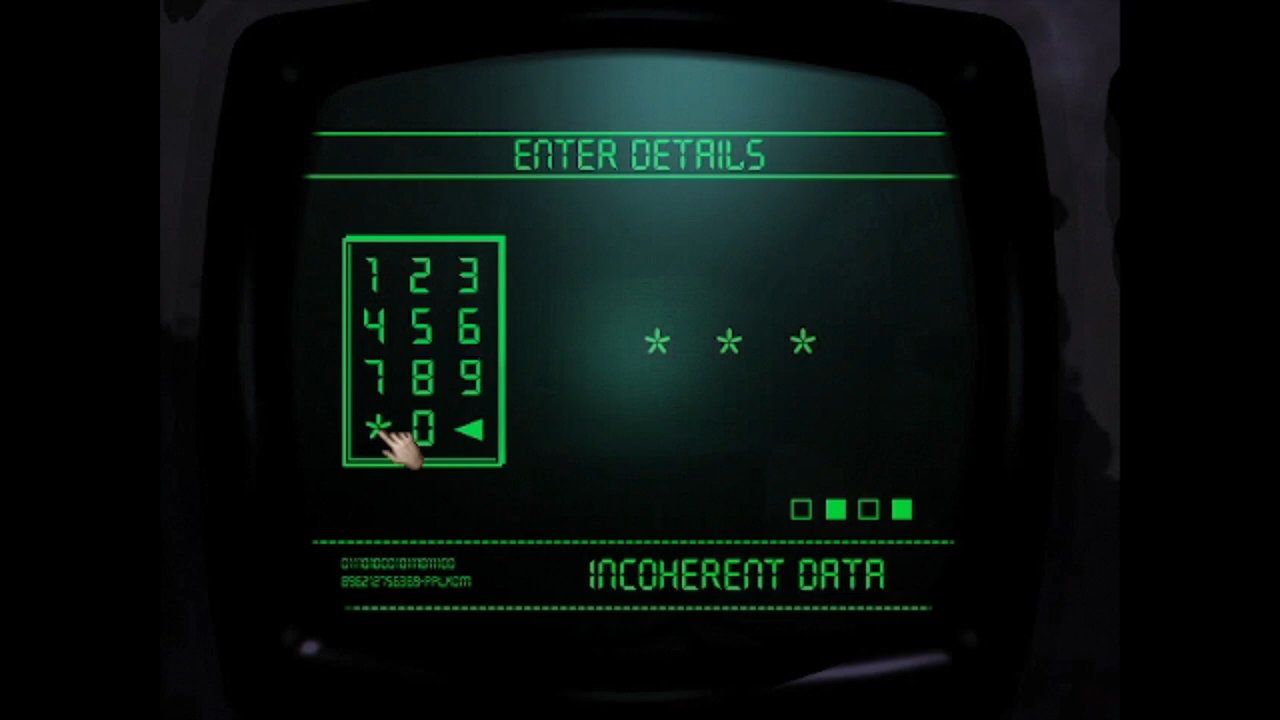 ENTER DETAILS
1 2 3
4 5 6
7 8 9
* 0 ◄
* * *
INCOHERENT DATA